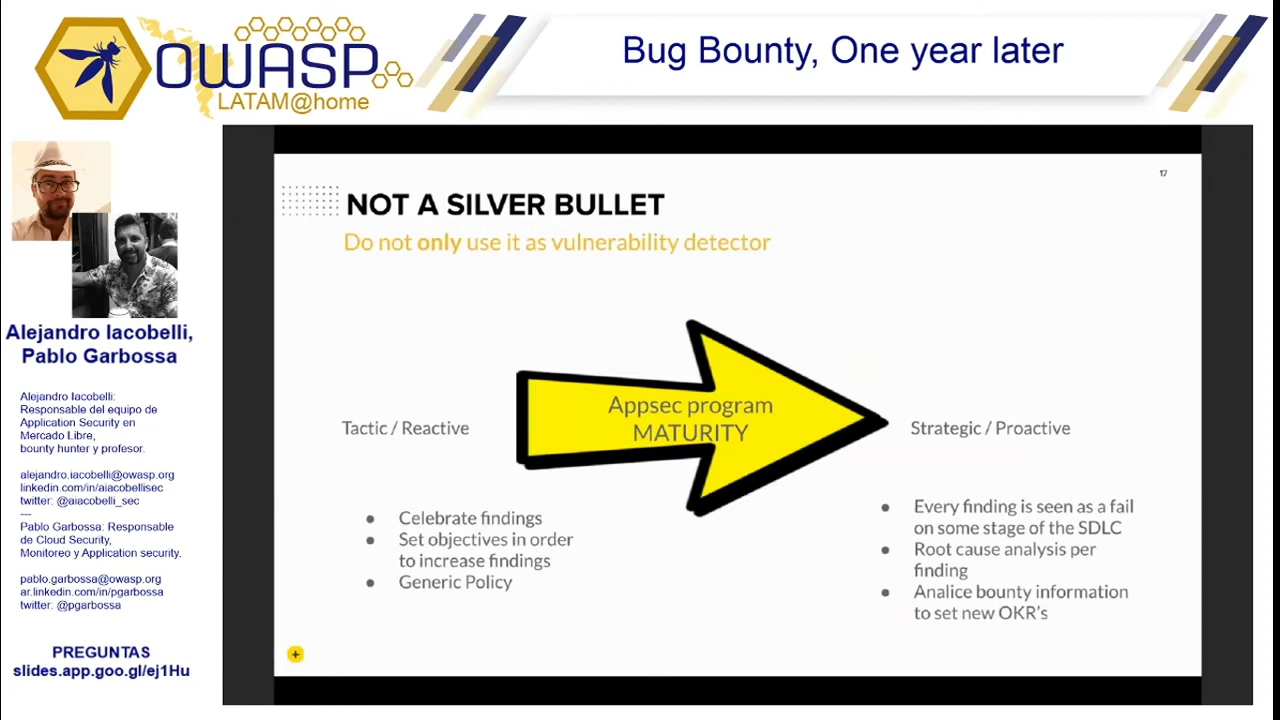 OWASP
LATAM@home
Bug Bounty, One year later
Alejandro Iacobelli,
Pablo Garbossa
Alejandro Iacobelli:
Responsable del equipo de
Application Security en
Mercado Libre,
bounty hunter y profesor.
alejandro.iacobelli@owasp.org
linkedin.com/in/aiacobellisec
twitter: @aiacobelli_sec
---
Pablo Garbossa: Responsable
de Cloud Security,
Monitoreo y Application security.
pablo.garbossa@owasp.org
ar.linkedin.com/in/pgarbossa
twitter: @pgarbossa
PREGUNTAS
slides.app.goo.gl/ej1Hu
17
NOT A SILVER BULLET
Do not only use it as vulnerability detector
Tactic / Reactive
Appsec program
MATURITY
Strategic / Proactive
• Celebrate findings
• Set objectives in order
to increase findings
• Generic Policy
• Every finding is seen as a fail
on some stage of the SDLC
• Root cause analysis per
finding
• Analice bounty information
to set new OKR's